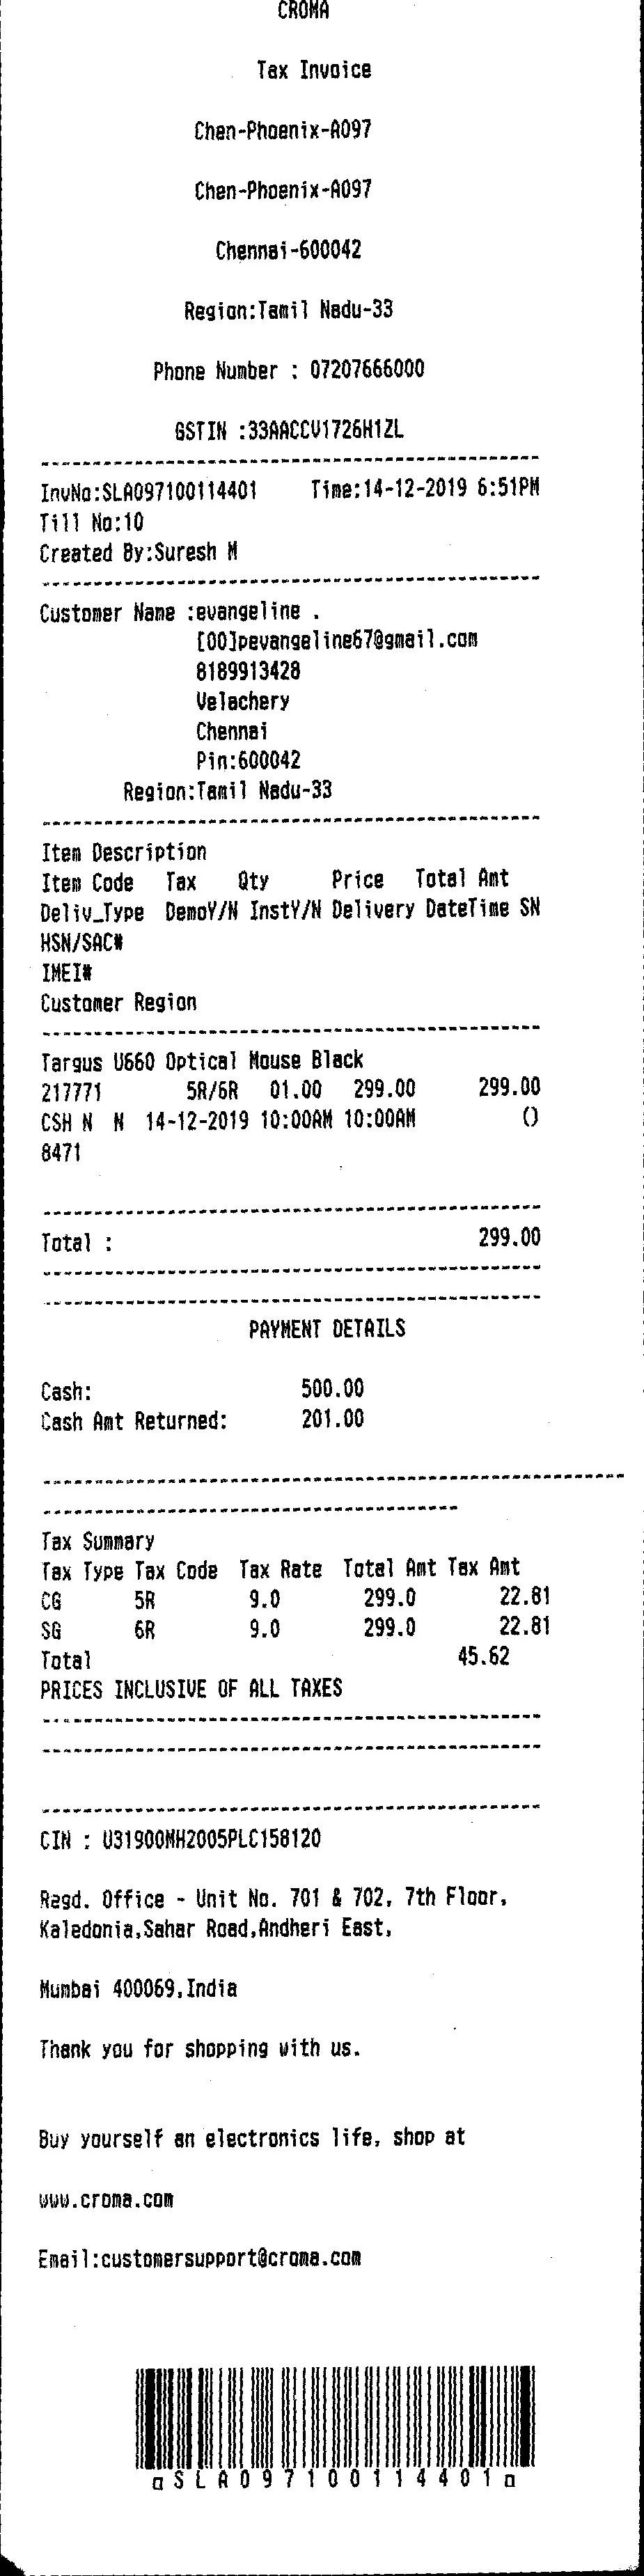 CROMA
Tax Invoice
Chen-Phoenix-A097
Chen-Phoenix-A097
Chennai-600042
Region:Tamil Nadu-33
Phone Number : 07207666000
GSTIN :33AACCV1726H1ZL
InvNo:SLA097100114401 Time:14-12-2019 6:51PM
Till No:10
Created By:Suresh M
Customer Name :evangeline .
[00]pevangeline67@gmail.com
8189913428
Velachery
Chennai
Pin:600042
Region:Tamil Nadu-33
Item Description
Item Code Tax Qty Price Total Amt
Deliv_Type DemoY/N InstY/N Delivery DateTime SN
HSN/SAC#
IMEI#
Customer Region
Targus U660 Optical Mouse Black
217771 5R/6R 01.00 299.00 299.00
CSH N N 14-12-2019 10:00AM 10:00AM ()
8471
Total : 299.00
PAYMENT DETAILS
Cash: 500.00
Cash Amt Returned: 201.00
Tax Summary
Tax Type Tax Code Tax Rate Total Amt Tax Amt
CG 5R 9.0 299.0 22.81
SG 6R 9.0 299.0 22.81
Total 45.62
PRICES INCLUSIVE OF ALL TAXES
CIN : U31900MH2005PLC158120
Regd. Office - Unit No. 701 & 702, 7th Floor,
Kaledonia,Sahar Road,Andheri East,
Mumbai 400069,India
Thank you for shopping with us.
Buy yourself an electronics life, shop at
www.croma.com
Email:customersupport@croma.com
aSLA097100114401a